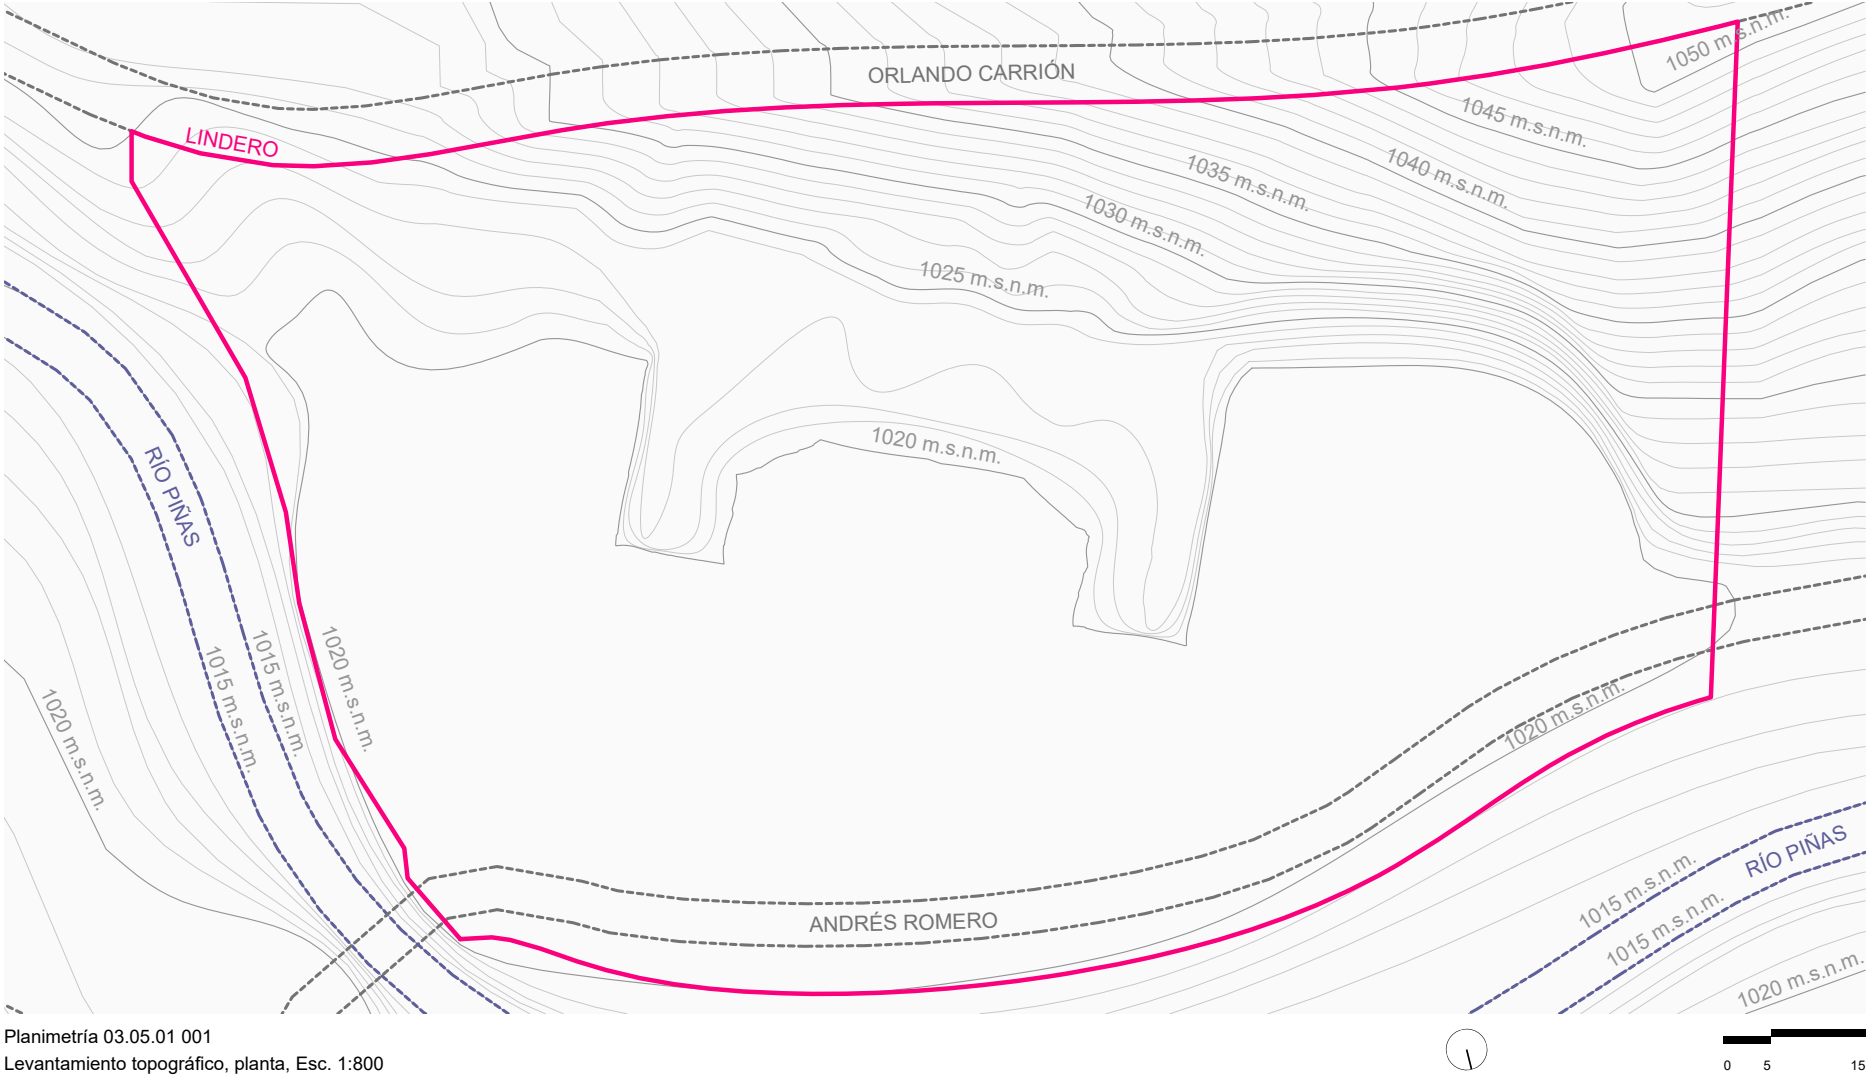 1050 m.s.n.m.
ORLANDO CARRIÓN
1045 m.s.n.m.
LINDERO
1040 m.s.n.m.
1035 m.s.n.m.
1030 m.s.n.m.
1025 m.s.n.m.
1020 m.s.n.m.
RÍO PIÑAS
1015 m.s.n.m.
1015 m.s.n.m.
1020 m.s.n.m.
1020 m.s.n.m.
1020 m.s.n.m.
RÍO PIÑAS
1015 m.s.n.m.
ANDRÉS ROMERO
1015 m.s.n.m.
1020 m.s.n.m.
Planimetría 03.05.01 001
Levantamiento topográfico, planta, Esc. 1:800
0 5 15